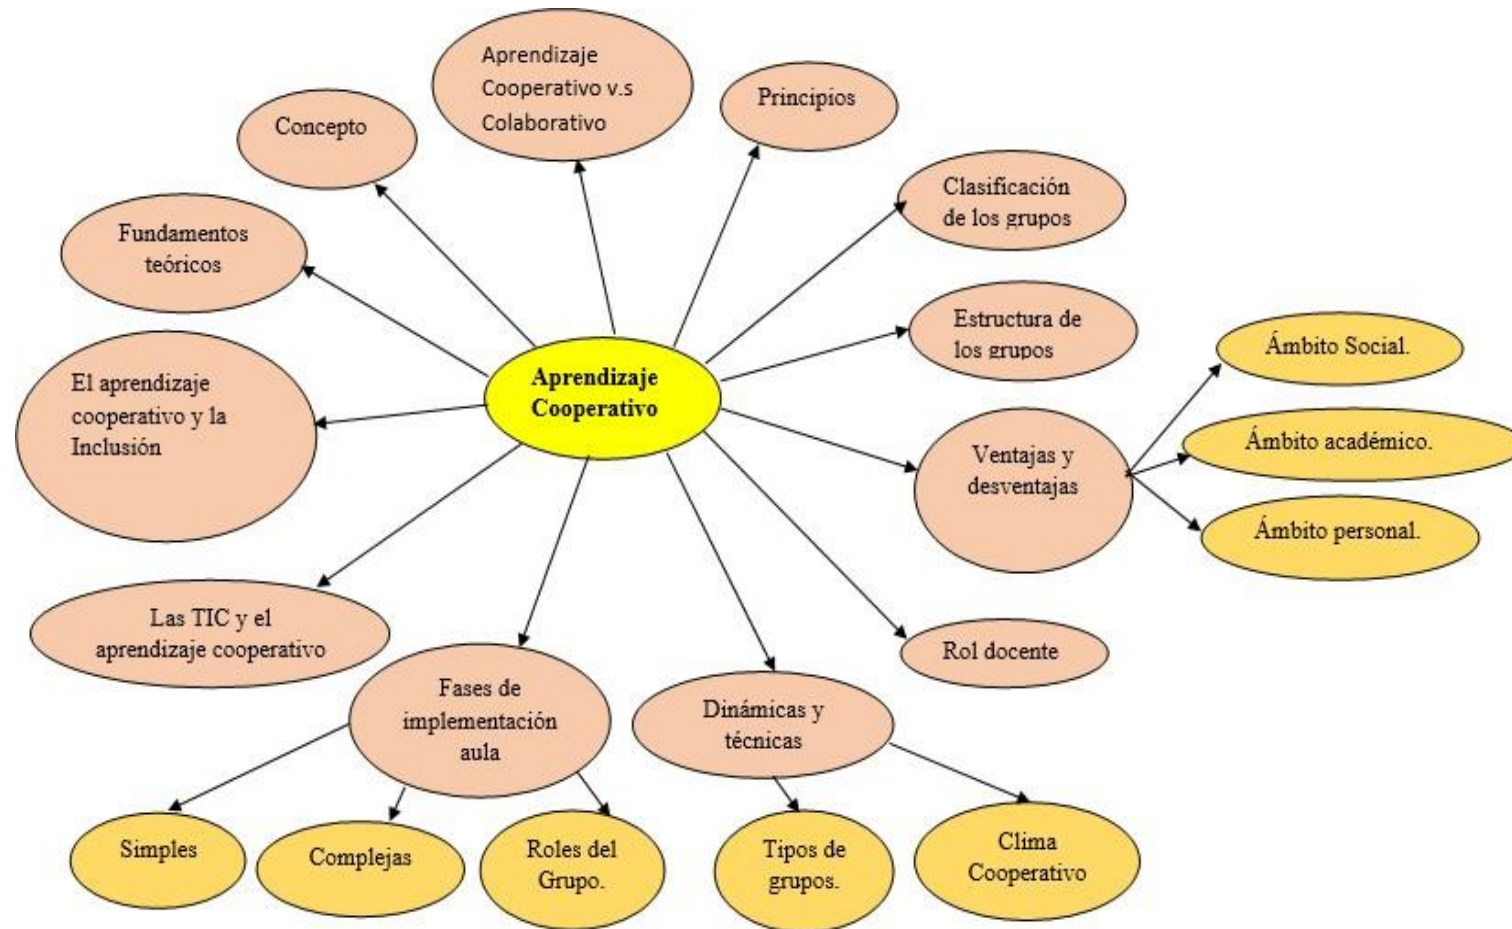 Aprendizaje
Cooperativo v.s
Colaborativo
Principios
Concepto
Clasificación
de los grupos
Fundamentos
teóricos
Estructura de
los grupos
Ámbito Social.
El aprendizaje
cooperativo y la
Inclusión
Aprendizaje
Cooperativo
Ámbito académico.
Ventajas y
desventajas
Ámbito personal.
Las TIC y el
aprendizaje cooperativo
Rol docente
Fases de
implementación
aula
Dinámicas y
técnicas
Simples
Complejas
Roles del
Grupo.
Tipos de
grupos.
Clima
Cooperativo